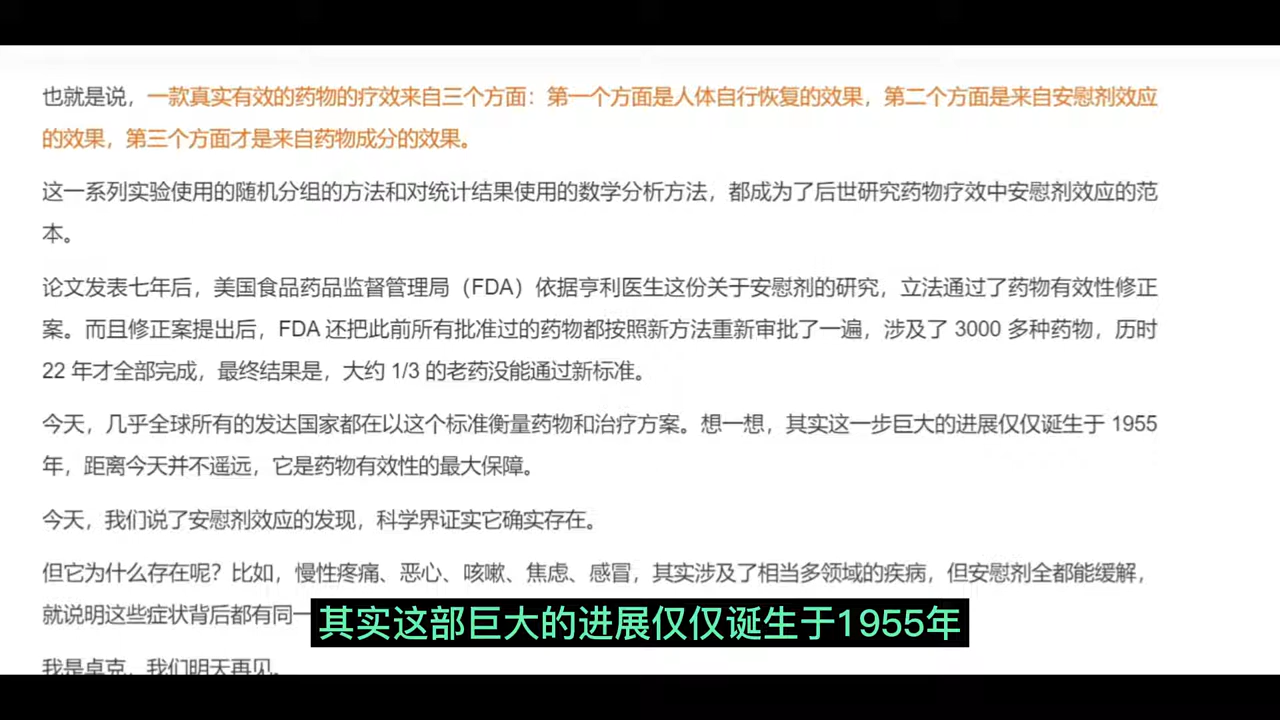 也就是说，一款真实有效的药物的疗效来自三个方面：第一个方面是人体自行恢复的效果，第二个方面是来自安慰剂效应
的效果，第三个方面才是来自药物成分的效果。
这一系列实验使用的随机分组的方法和对统计结果使用的数学分析方法，都成为了后世研究药物疗效中安慰剂效应的范
本。
论文发表七年后，美国食品药品监督管理局（FDA）依据亨利医生这份关于安慰剂的研究，立法通过了药物有效性修正
案。而且修正案提出后，FDA 还把此前所有批准过的药物都按照新方法重新审批了一遍，涉及了 3000 多种药物，历时
22 年才全部完成，最终结果是，大约 1/3 的老药没能通过新标准。
今天，几乎全球所有的发达国家都在以这个标准衡量药物和治疗方案。想一想，其实这一步巨大的进展仅仅诞生于 1955
年，距离今天并不遥远，它是药物有效性的最大保障。
今天，我们说了安慰剂效应的发现，科学界证实它确实存在。
但它为什么存在呢？比如，慢性疼痛、恶心、咳嗽、焦虑、感冒，其实涉及了相当多领域的疾病，但安慰剂全都能缓解，
就说明这些症状背后都有同一
其实这部巨大的进展仅仅诞生于1955年
我是卓克，我们明天再见。